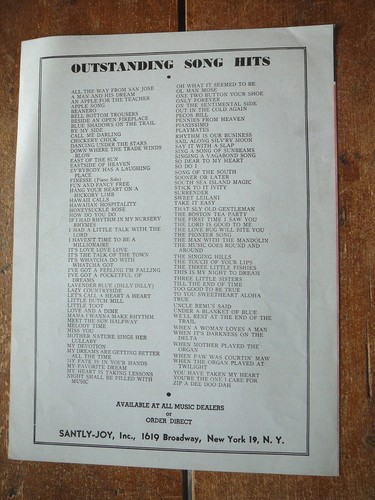 OUTSTANDING SONG HITS
ALL THE WAY FROM SAN JOSE
A MAN AND HIS DREAM
AN APPLE FOR THE TEACHER
APPLE SONG
BEANERO
BELL BOTTOM TROUSERS
BESIDE AN OPEN FIREPLACE
BLUE SHADOWS ON THE TRAIL
BY MY SIDE
CALL ME DARLING
CHICKERY CHICK
DANCING UNDER THE STARS
DOWN WHERE THE TRADE WINDS
BLOW
EAST OF THE SUN
EASTSIDE OF HEAVEN
EV'RYBODY HAS A LAUGHING
PLACE
FINESSE (Piano Solo)
FUN AND FANCY FREE
HANG YOUR HEART ON A
HICKORY LIMB
HAWAII CALLS
HAWAIIAN HOSPITALITY
HONEYSUCKLE ROSE
HOW DO YOU DO
IF I HAD RHYTHM IN MY NURSERY
RHYMES
I HAD A LITTLE TALK WITH THE
LORD
I HAVENT TIME TO BE A
MILLIONAIRE
IT'S LOVE LOVE LOVE
IT'S THE TALK OF THE TOWN
IT'S WHATCHA DO WITH
WHATCHA GOT
I'VE GOT A FEELING I'M FALLING
I'VE GOT A POCKETFUL OF
DREAMS
LAVENDER BLUE (DILLY DILLY)
LAZY COUNTRYSIDE
LET'S CALL A HEART A HEART
LITTLE DUTCH MILL
LITTLE TOOT
LOVE AND A DIME
MAMA I WANNA MAKE RHYTHM
MEET THE SUN HALFWAY
MELODY TIME
MISS YOU
MOTHER NATURE SINGS HER
LULLABY
MY DEVOTION
MY DREAMS ARE GETTING BETTER
ALL THE TIME
MY FATE IS IN YOUR HANDS
MY FAVORITE DREAM
MY HEART IS TAKING LESSONS
NIGHT SHALL BE FILLED WITH
MUSIC
OH WHAT IT SEEMED TO BE
OL' MAN MOSE
ONE TWO BUTTON YOUR SHOE
ONLY FOREVER
ON THE SENTIMENTAL SIDE
OUT IN THE COLD AGAIN
PECOS BILL
PENNIES FROM HEAVEN
PIANISSIMO
PLAYMATES
RHYTHM IS OUR BUSINESS
SAIL ALONG SILV'RY MOON
SAY IT WITH A SLAP
SING A SONG OF SUNBEAMS
SINGING A VAGABOND SONG
SO DEAR TO MY HEART
SO DO I
SONG OF THE SOUTH
SOONER OR LATER
SOUTH SEA ISLAND MAGIC
STICK TO IT IVITY
SURRENDER
SWEET LEILANI
TAKE IT EASY
THAT SLY OLD GENTLEMAN
THE BOSTON TEA PARTY
THE FIRST TIME I SAW YOU
THE LORD IS GOOD TO ME
THE LOVE BUG WILL BITE YOU
THE PIONEER SONG
THE MAN WITH THE MANDOLIN
THE MUSIC GOES ROUND AND
AROUND
THE SINGING HILLS
THE TOUCH OF YOUR LIPS
THE THREE LITTLE FISHIES
THIS IS MY NIGHT TO DREAM
THREE LITTLE SISTERS
TILL THE END OF TIME
TOO GOOD TO BE TRUE
TO YOU SWEETHEART ALOHA
TRUE
UNCLE REMUS SAID
UNDER A BLANKET OF BLUE
WE'LL REST AT THE END OF THE
TRAIL
WHEN A WOMAN LOVES A MAN
WHEN IT'S DARKNESS ON THE
DELTA
WHEN MOTHER PLAYED THE
ORGAN
WHEN PAW WAS COURTIN' MAW
WHEN THE ORGAN PLAYED AT
TWILIGHT
YOU HAVE TAKEN MY HEART
YOU'RE THE ONE I CARE FOR
ZIP A DEE DOO DAH
AVAILABLE AT ALL MUSIC DEALERS
or
ORDER DIRECT
SANTLY-JOY, Inc., 1619 Broadway, New York 19, N. Y.